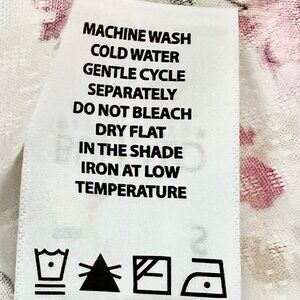 MACHINE WASH
COLD WATER
GENTLE CYCLE
SEPARATELY
DO NOT BLEACH
DRY FLAT
IN THE SHADE
IRON AT LOW
TEMPERATURE